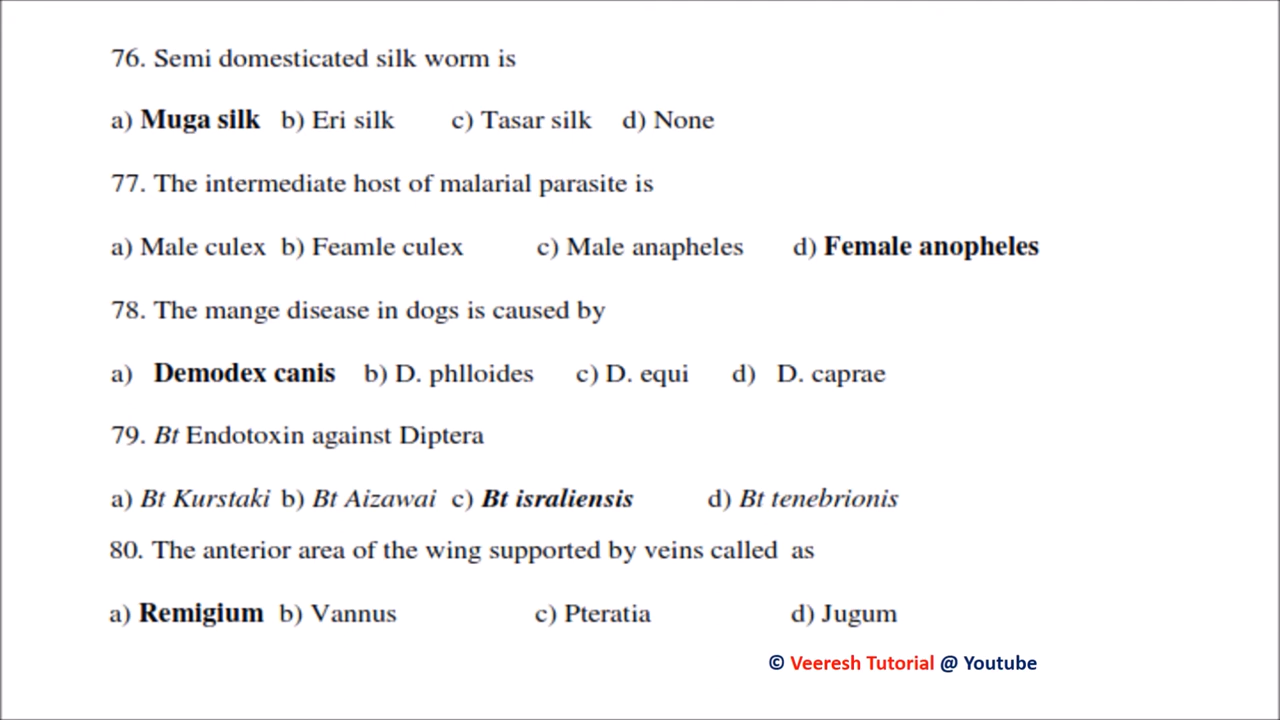 76. Semi domesticated silk worm is
a) Muga silk b) Eri silk c) Tasar silk d) None
77. The intermediate host of malarial parasite is
a) Male culex b) Feamle culex c) Male anapheles d) Female anopheles
78. The mange disease in dogs is caused by
a) Demodex canis b) D. phlloides c) D. equi d) D. caprae
79. Bt Endotoxin against Diptera
a) Bt Kurstaki b) Bt Aizawai c) Bt israliensis d) Bt tenebrionis
80. The anterior area of the wing supported by veins called as
a) Remigium b) Vannus c) Pteratia d) Jugum
© Veeresh Tutorial @ Youtube